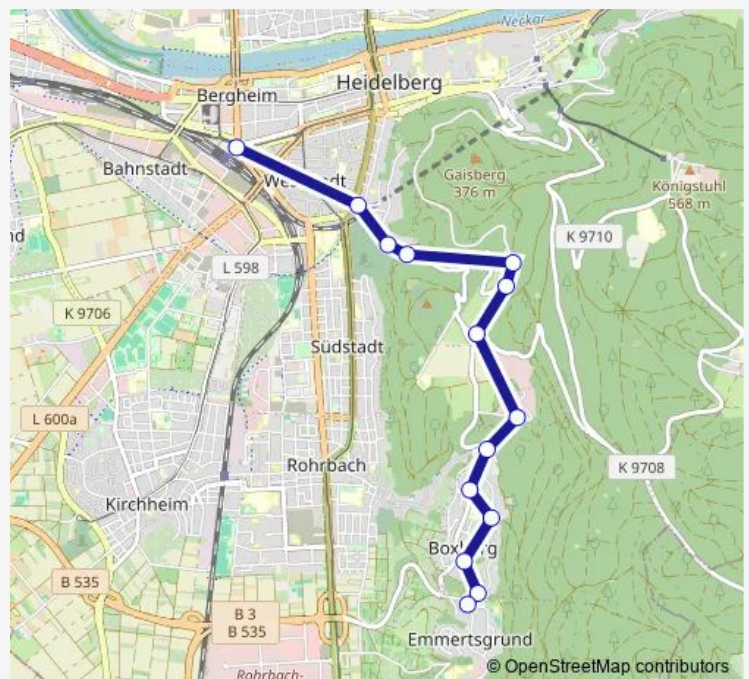 Neckar
Heidelberg
Bergheim
Gaisberg
376 m
Königstuhl
568 m
Bahnstadt
K 9710
L 598
K 9706
Südstadt
L 600a
Rohrbach
K 9708
Kirchheim
B 535
B 3
B 535
Emmertsgrund
Rohrbach-
© OpenStreetMap contributors